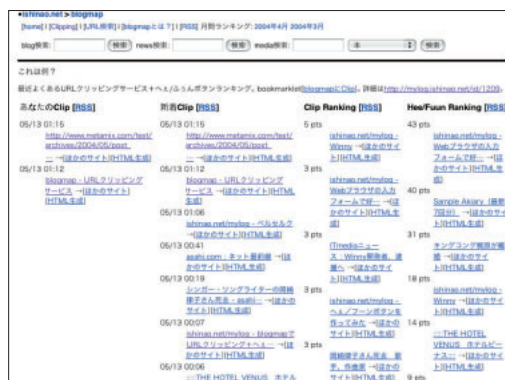 •ishinao.net > blogmap
[home] | [Clipping] | [URL検索] | [blogmapとは？] | [RSS] 月間ランキング: 2004年4月 2004年3月
blog検索: (検索) news検索: (検索) media検索: 本 (検索)
これは何？
最近よくあるURLクリッピングサービス＋へぇ/ふぅんボタンランキング。bookmarklet[blogmapにClip]。詳細はhttp://mylog.ishinao.net/id/1209。
あなたのClip [RSS]
05/13 01:15
http://www.metamix.com/test/
archives/2004/05/post_
… →[ほかのサイト]
[HTML生成]
05/13 01:12
blogmap - URLクリッピング
サービス →[ほかのサイト]
[HTML生成]
新着Clip [RSS]
05/13 01:15
http://www.metamix.com/test/
archives/2004/05/post_
… →[ほかのサイト][HTML生成]
05/13 01:12
blogmap - URLクリッピング
サービス →[ほかのサイト]
[HTML生成]
05/13 01:06
ishinao.net/mylog - ベルセルク
→[ほかのサイト][HTML生成]
05/13 00:41
asahi.com : ネット最前線 →[ほ
かのサイト][HTML生成]
05/13 00:19
シンガー・ソングライターの岡崎
律子さん死去 - asahi… →[ほかの
サイト][HTML生成]
05/13 00:07
ishinao.net/mylog - blogmapで
URLクリッピング＋へぇ… →[ほ
かのサイト][HTML生成]
05/13 00:06
:::THE HOTEL VENUS ホテル
Clip Ranking [RSS]
5 pts
ishinao.net/mylog -
Winny →[ほかのサイ
ト][HTML生成]
3 pts
ishinao.net/mylog -
Webブラウザの入力
フォームで好… →[ほ
かのサイト][HTML生
成]
3 pts
ITmediaニュー
ス：Winny開発者、逮
捕へ →[ほかのサイ
ト][HTML生成]
3 pts
ishinao.net/mylog -
へぇ／フーンボタンを
作ってみた →[ほかの
サイト][HTML生成]
3 pts
岡崎律子さん死去 歌
手、作曲家 →[ほかの
サイト][HTML生成]
Hee/Fuun Ranking [RSS]
43 pts
ishinao.net/mylog -
Webブラウザの入力
フォームで好… →[ほ
かのサイト][HTML生
成]
40 pts
Sample Akiary
7回分) →[ほかのサイ
ト][HTML生成]
31 pts
キングコング梶原が
→[ほかのサイ
ト][HTML生成]
18 pts
ishinao.net/mylog -
Winny →[ほかのサイ
ト][HTML生成]
14 pts
:::THE HOTEL
VENUS ホテルビー
ナス::: →[ほかのサイ
ト][HTML生成]
9 pts